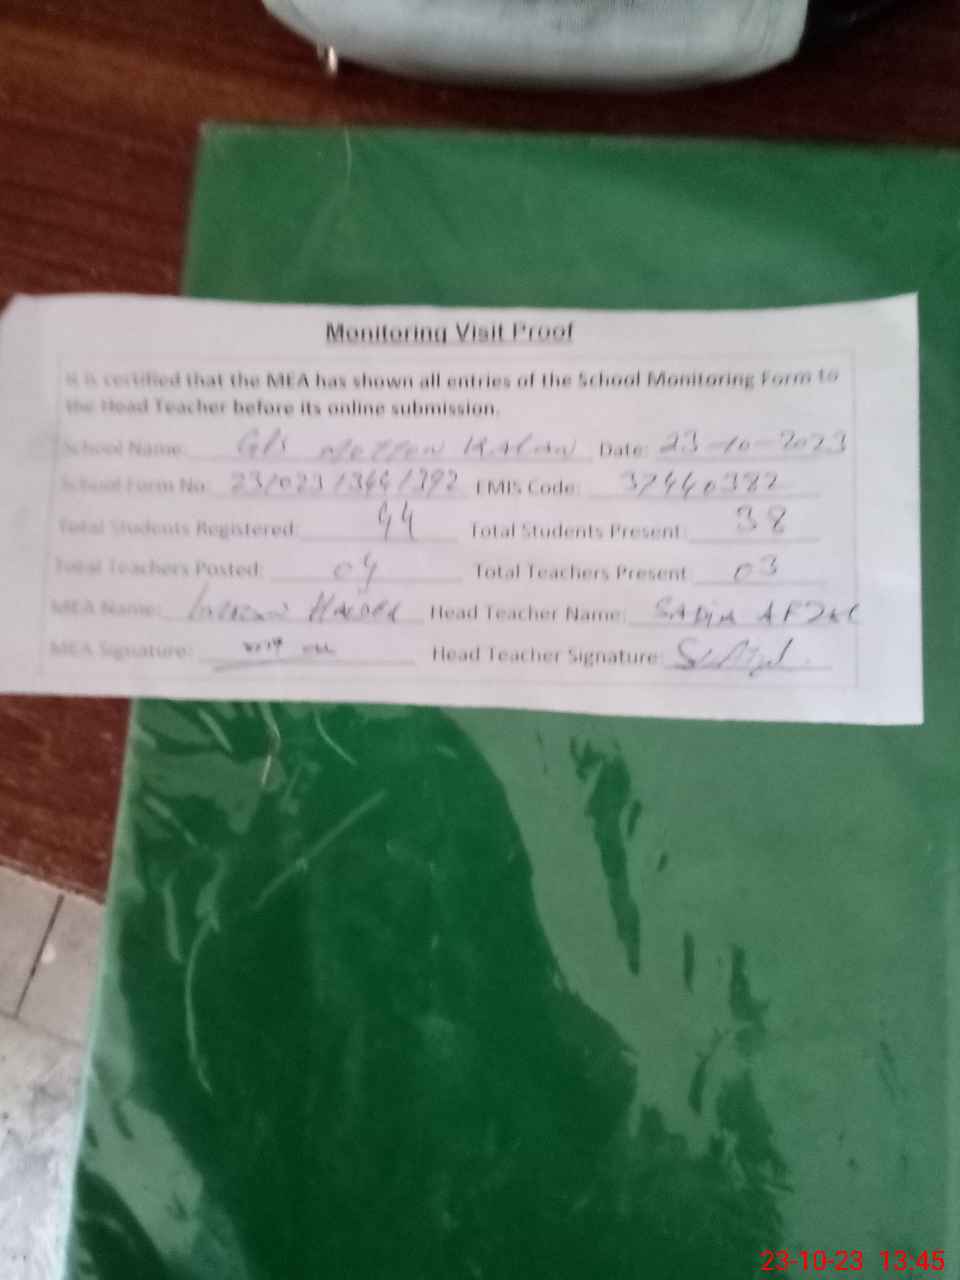 Monitoring Visit Proof
It is certified that the MEA has shown all entries of the School Monitoring Form to
the Head Teacher before its online submission.
School Name: KALAN Date: 23-10-2023
School Form No: 231023/344/392 EMIS Code: 37440382
Total Students Registered: 44 Total Students Present: 38
Total Teachers Posted: 04 Total Teachers Present 03
MEA Name: Head Teacher Name: SADIA AFZAL
MEA Signature: Head Teacher Signature:
23-10-23 13:45